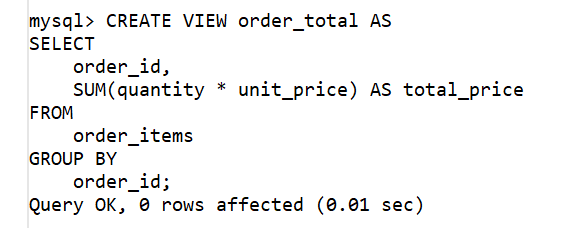 mysql> CREATE VIEW order_total AS
SELECT
    order_id,
    SUM(quantity * unit_price) AS total_price
FROM
    order_items
GROUP BY
    order_id;
Query OK, 0 rows affected (0.01 sec)